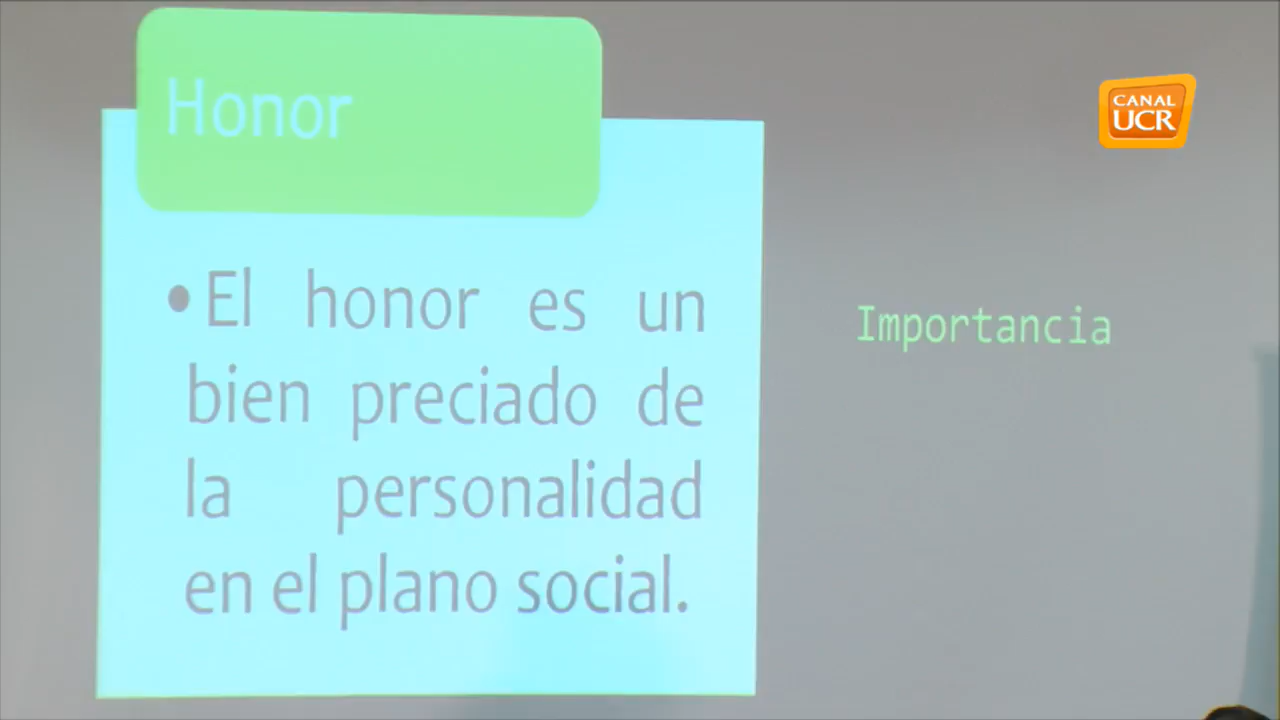 Honor
•El honor es un
bien preciado de
la personalidad
en el plano social.
Importancia
CANAL
UCR